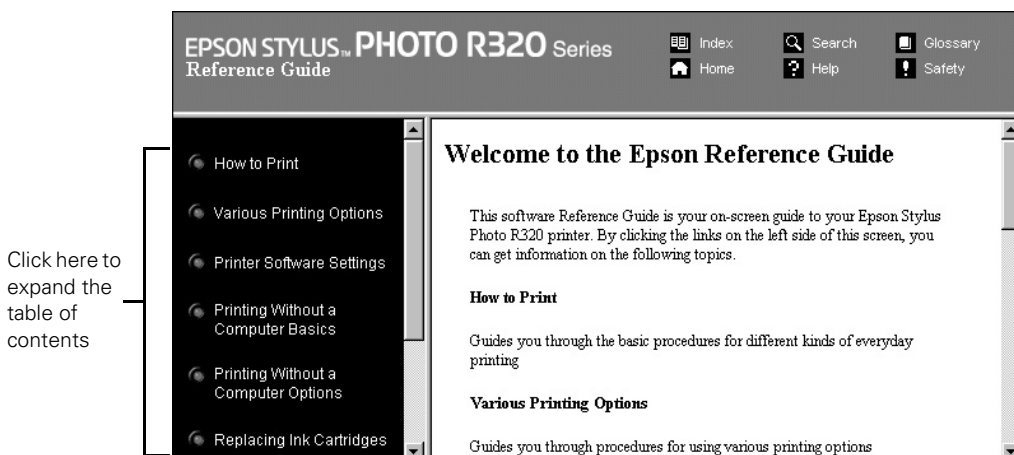 EPSON STYLUS™ PHOTO R320 Series
Reference Guide
Index
Search
Glossary
Home
Help
Safety
Click here to
expand the
table of
contents
How to Print
Various Printing Options
Printer Software Settings
Printing Without a
Computer Basics
Printing Without a
Computer Options
Replacing Ink Cartridges
Welcome to the Epson Reference Guide
This software Reference Guide is your on-screen guide to your Epson Stylus
Photo R320 printer. By clicking the links on the left side of this screen, you
can get information on the following topics.
How to Print
Guides you through the basic procedures for different kinds of everyday
printing
Various Printing Options
Guides you through procedures for using various printing options